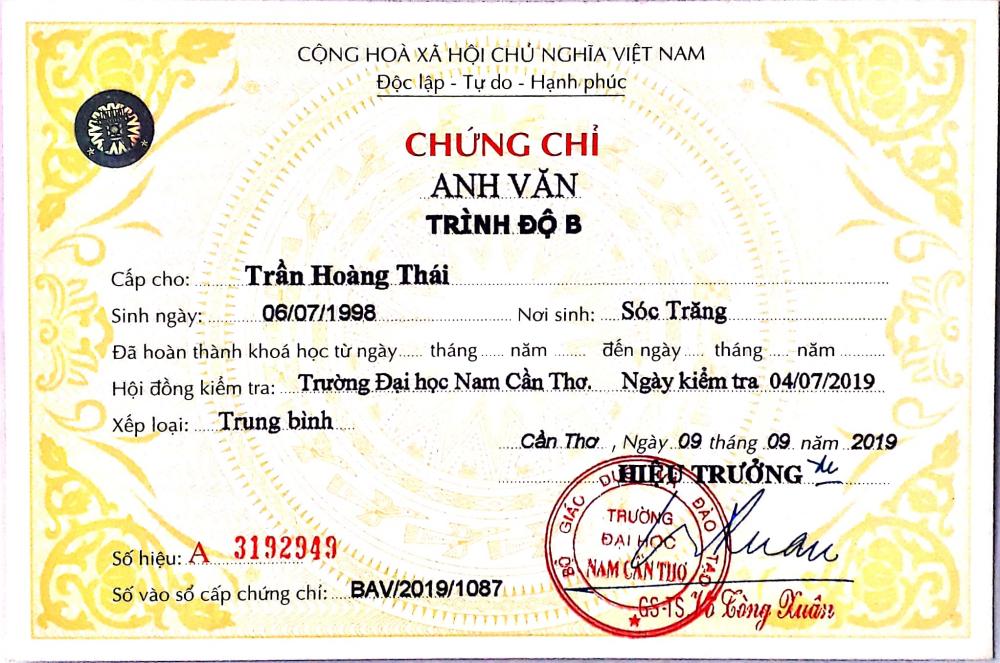 CỘNG HOÀ XÃ HỘI CHỦ NGHĨA VIỆT NAM
Độc lập - Tự do - Hạnh phúc
CHỨNG CHỈ
ANH VĂN
TRÌNH ĐỘ B
Cấp cho: Trần Hoàng Thái
Sinh ngày: 06/07/1998 Nơi sinh: Sóc Trăng
Đã hoàn thành khoá học từ ngày..... tháng ..... năm ....... đến ngày..... tháng ..... năm ..........
Hội đồng kiểm tra: Trường Đại học Nam Cần Thơ. Ngày kiểm tra 04/07/2019
Xếp loại: Trung bình
Cần Thơ , Ngày 09 tháng 09 năm 2019
HIỆU TRƯỞNG
BỘ GIÁO DỤC VÀ ĐÀO TẠO
TRƯỜNG
ĐẠI HỌC
NAM CẦN THƠ
Số hiệu: A 3192949
Số vào sổ cấp chứng chỉ: BAV/2019/1087
GS-TS. Võ Tòng Xuân